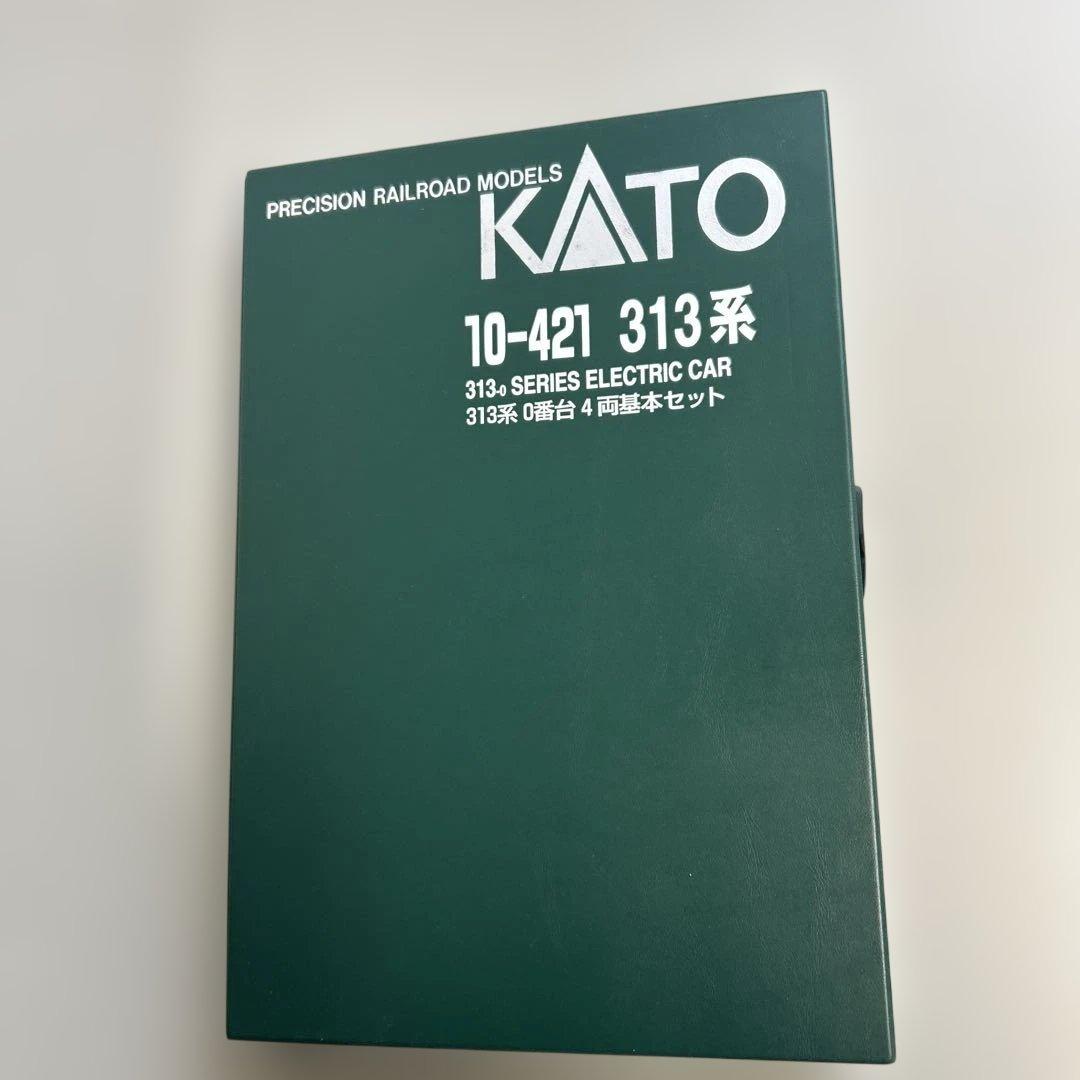 PRECISION RAILROAD MODELS
KATO
10-421 313系
313-0 SERIES ELECTRIC CAR
313系 0番台 4両基本セット